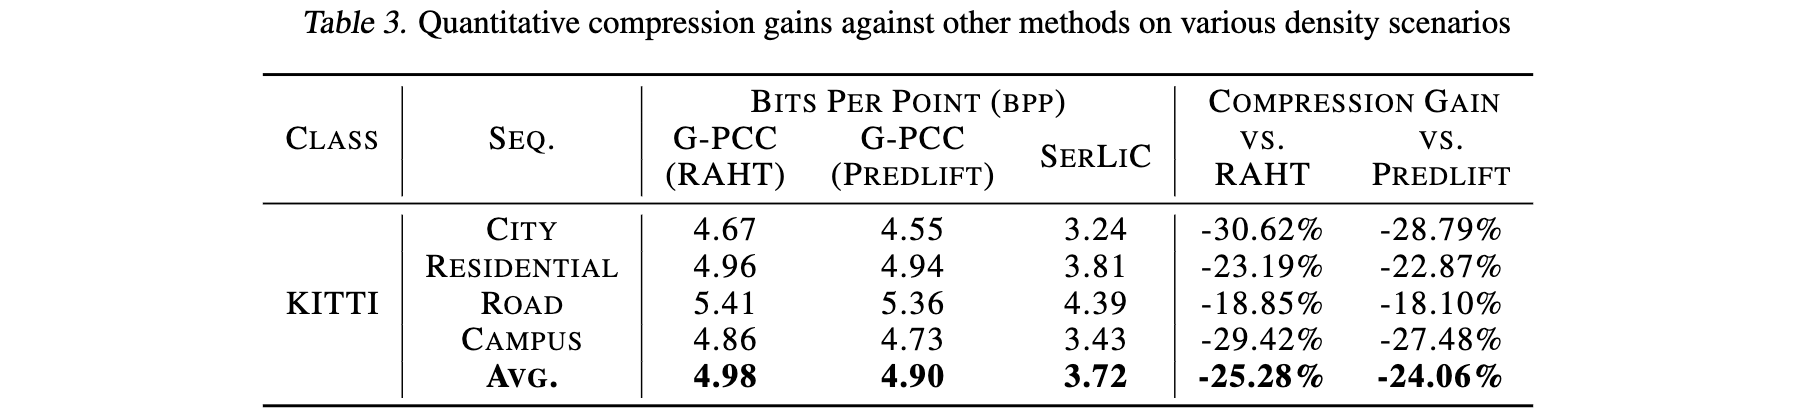 Table 3. Quantitative compression gains against other methods on various density scenarios
CLASS SEQ. BITS PER POINT (BPP) COMPRESSION GAIN
G-PCC (RAHT) G-PCC (PREDLIFT) SERLIC VS. RAHT VS. PREDLIFT
KITTI
CITY 4.67 4.55 3.24 -30.62% -28.79%
RESIDENTIAL 4.96 4.94 3.81 -23.19% -22.87%
ROAD 5.41 5.36 4.39 -18.85% -18.10%
CAMPUS 4.86 4.73 3.43 -29.42% -27.48%
AVG. 4.98 4.90 3.72 -25.28% -24.06%